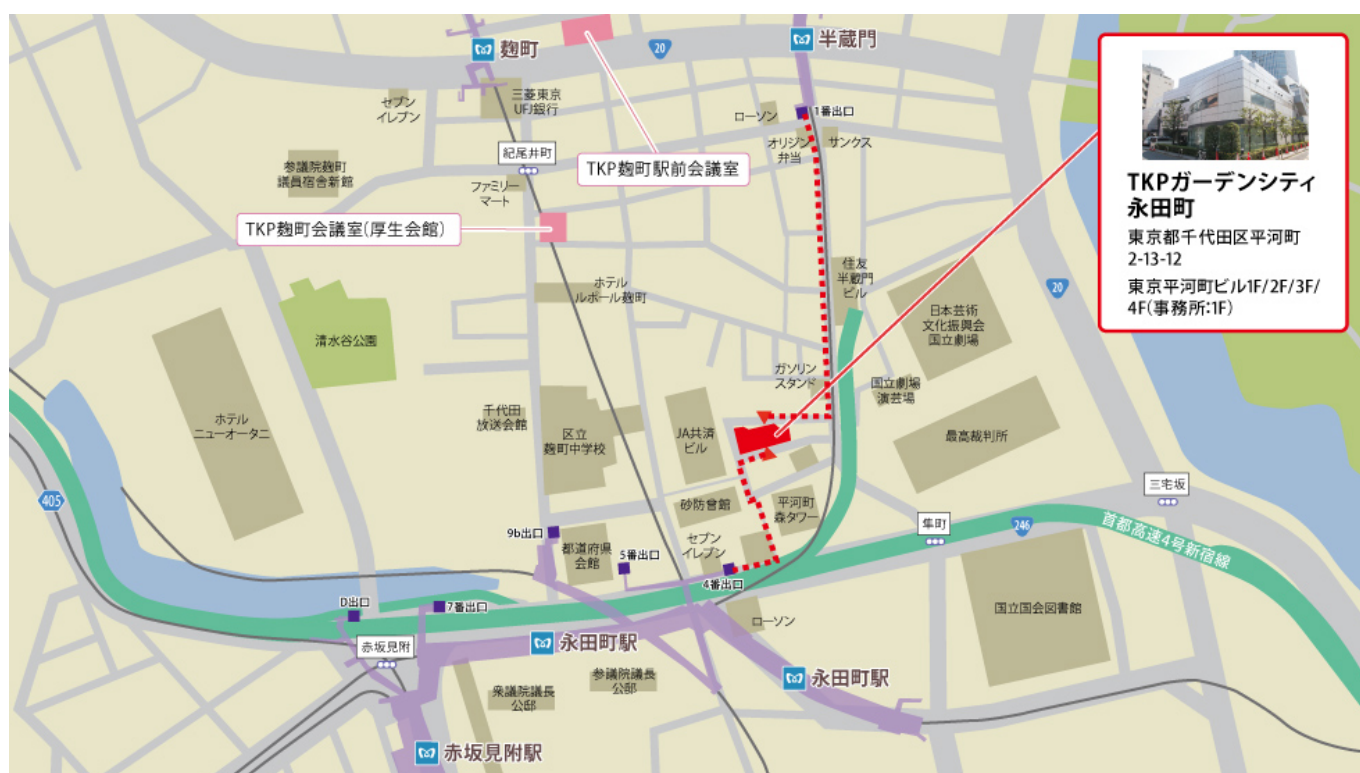 麹町
20
半蔵門
三菱東京
UFJ銀行
セブン
イレブン
ローソン
1番出口
オリジン
弁当
サンクス
紀尾井町
参議院麹町
議員宿舎新館
TKP麹町駅前会議室
ファミリー
マート
TKP麹町会議室(厚生会館)
TKPガーデンシティ
永田町
東京都千代田区平河町
2-13-12
東京平河町ビル1F/2F/3F/
4F(事務所:1F)
住友
半蔵門
ビル
20
ホテル
ルポール麹町
日本芸術
文化振興会
国立劇場
清水谷公園
ガソリン
スタンド
国立劇場
演芸場
千代田
放送会館
ホテル
ニューオータニ
区立
麹町中学校
JA共済
ビル
最高裁判所
405
三宅坂
砂防會館
平河町
森タワー
隼町
246
首都高速4号新宿線
9b出口
都道府県
会館
5番出口
セブン
イレブン
4番出口
D出口
7番出口
国立国会図書館
ローソン
赤坂見附
永田町駅
参議院議長
公邸
永田町駅
衆議院議長
公邸
赤坂見附駅